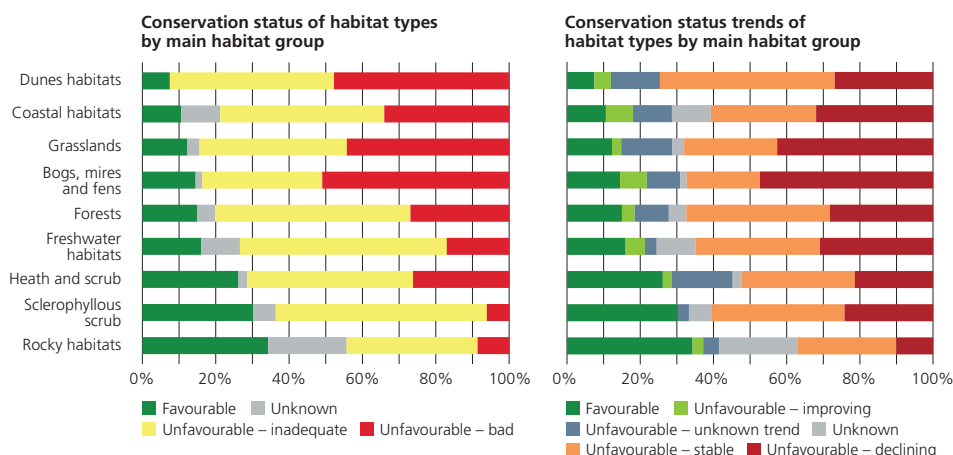 Conservation status of habitat types
by main habitat group
Conservation status trends of
habitat types by main habitat group
Dunes habitats
Coastal habitats
Grasslands
Bogs, mires
and fens
Forests
Freshwater
habitats
Heath and scrub
Sclerophyllous
scrub
Rocky habitats
0% 20% 40% 60% 80% 100%
0% 20% 40% 60% 80% 100%
Favourable Unknown
Unfavourable – inadequate Unfavourable – bad
Favourable Unfavourable – improving
Unfavourable – unknown trend Unknown
Unfavourable – stable Unfavourable – declining